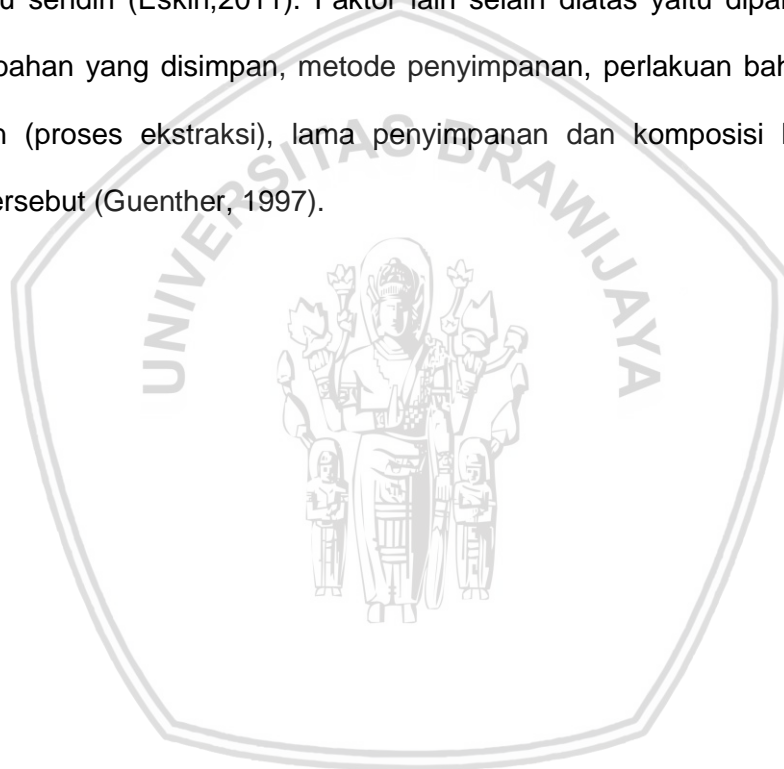 sendiri (Eskin,2011). Faktor lain selain diatas yaitu
bahan yang disimpan, metode penyimpanan, perlakuan bah
n (proses ekstraksi), lama penyimpanan dan komposisi
ersebut (Guenther, 1997).
UNIVERSITAS BRAWIJAYA